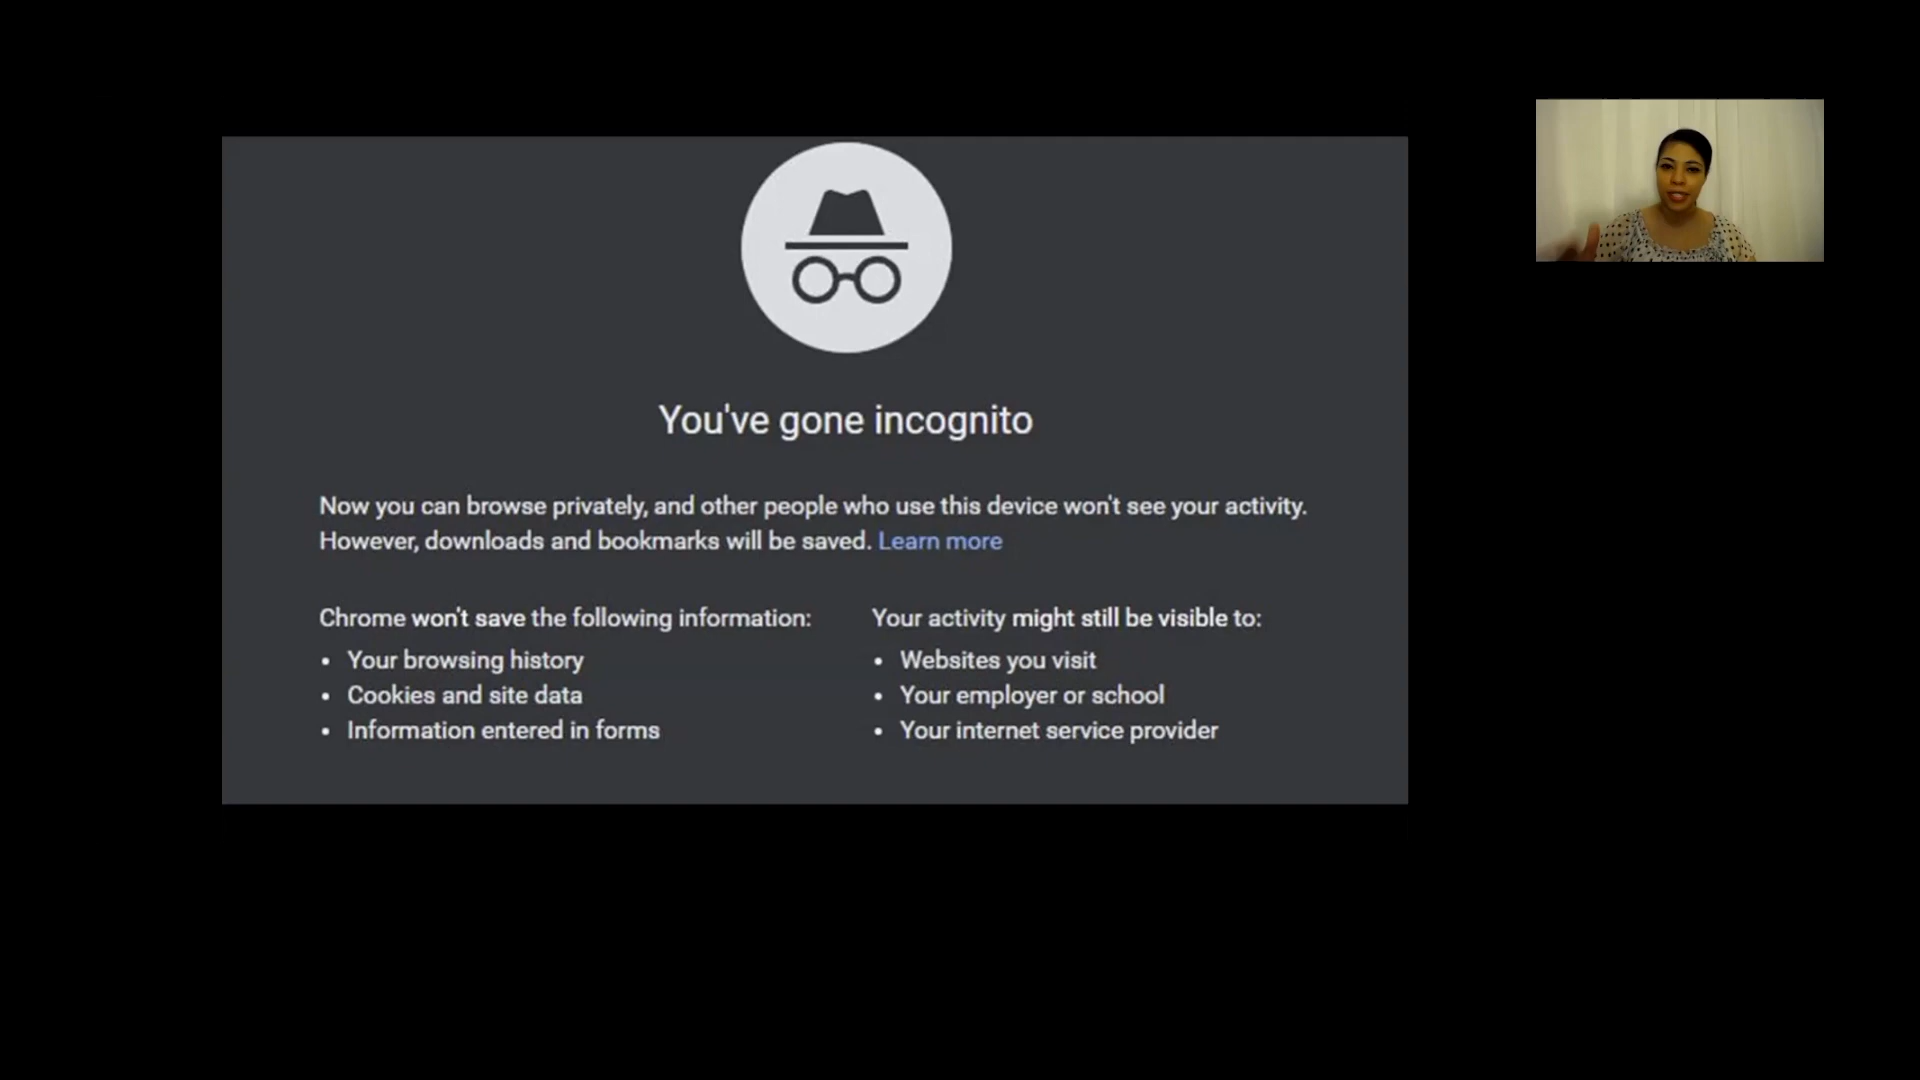 You've gone incognito
Now you can browse privately, and other people who use this device won't see your activity.
However, downloads and bookmarks will be saved. Learn more
Chrome won't save the following information:
• Your browsing history
• Cookies and site data
• Information entered in forms
Your activity might still be visible to:
• Websites you visit
• Your employer or school
• Your internet service provider